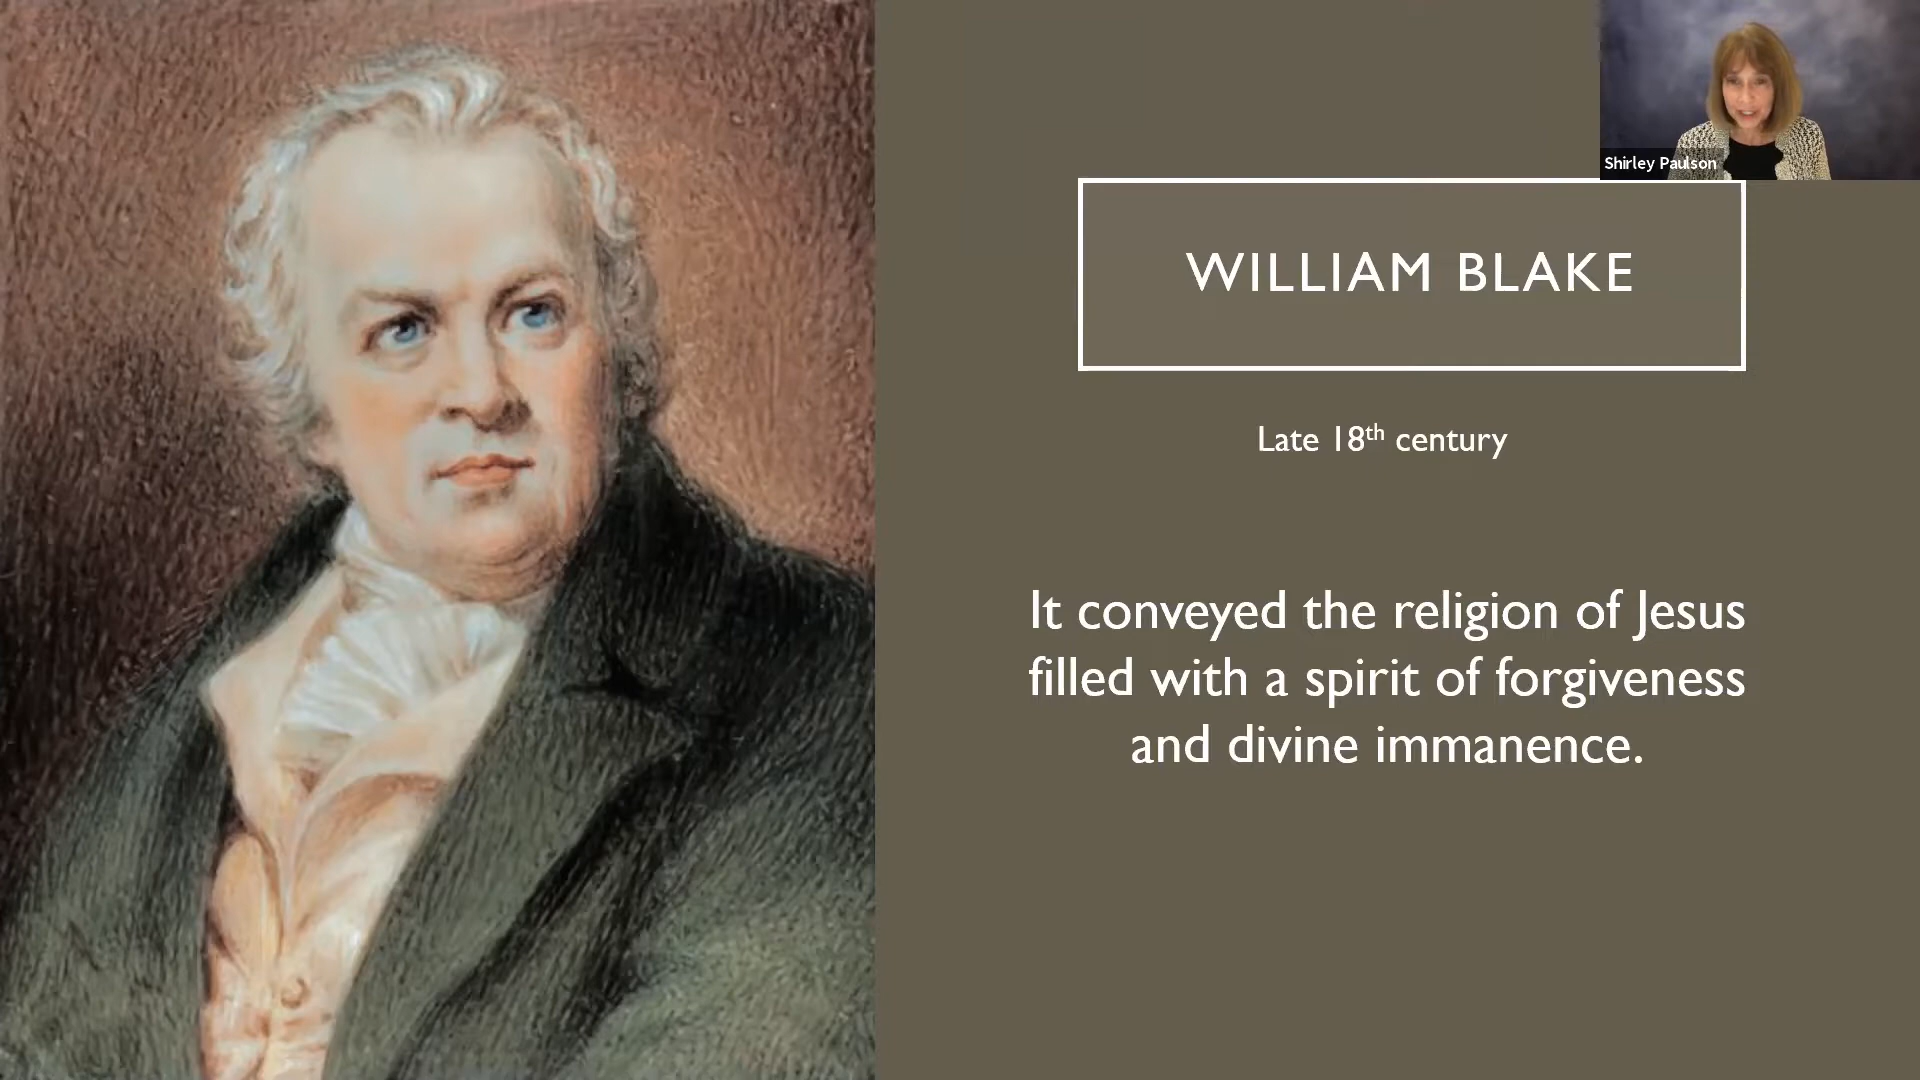 Shirley Paulson
WILLIAM BLAKE
Late 18th century
It conveyed the religion of Jesus
filled with a spirit of forgiveness
and divine immanence.